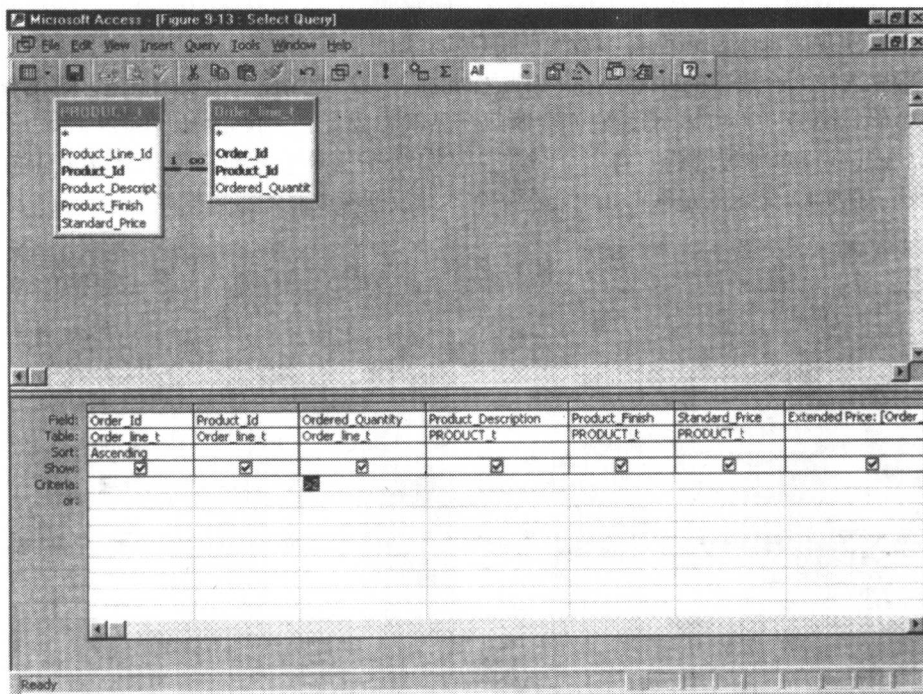 Microsoft Access - [Figure 9-13 : Select Query]
File Edit View Insert Query Tools Window Help
All
PRODUCT_t
*
Product_Line_Id
Product_Id
Product_Descript
Product_Finish
Standard_Price
1 ∞
Order_line_t
*
Order_Id
Product_Id
Ordered_Quantit
Field: Order_Id Product_Id Ordered_Quantity Product_Description Product_Finish Standard_Price Extended Price: [Order_
Table: Order_line_t Order_line_t Order_line_t PRODUCT_t PRODUCT_t PRODUCT_t
Sort: Ascending
Show:
Criteria:
or:
Ready